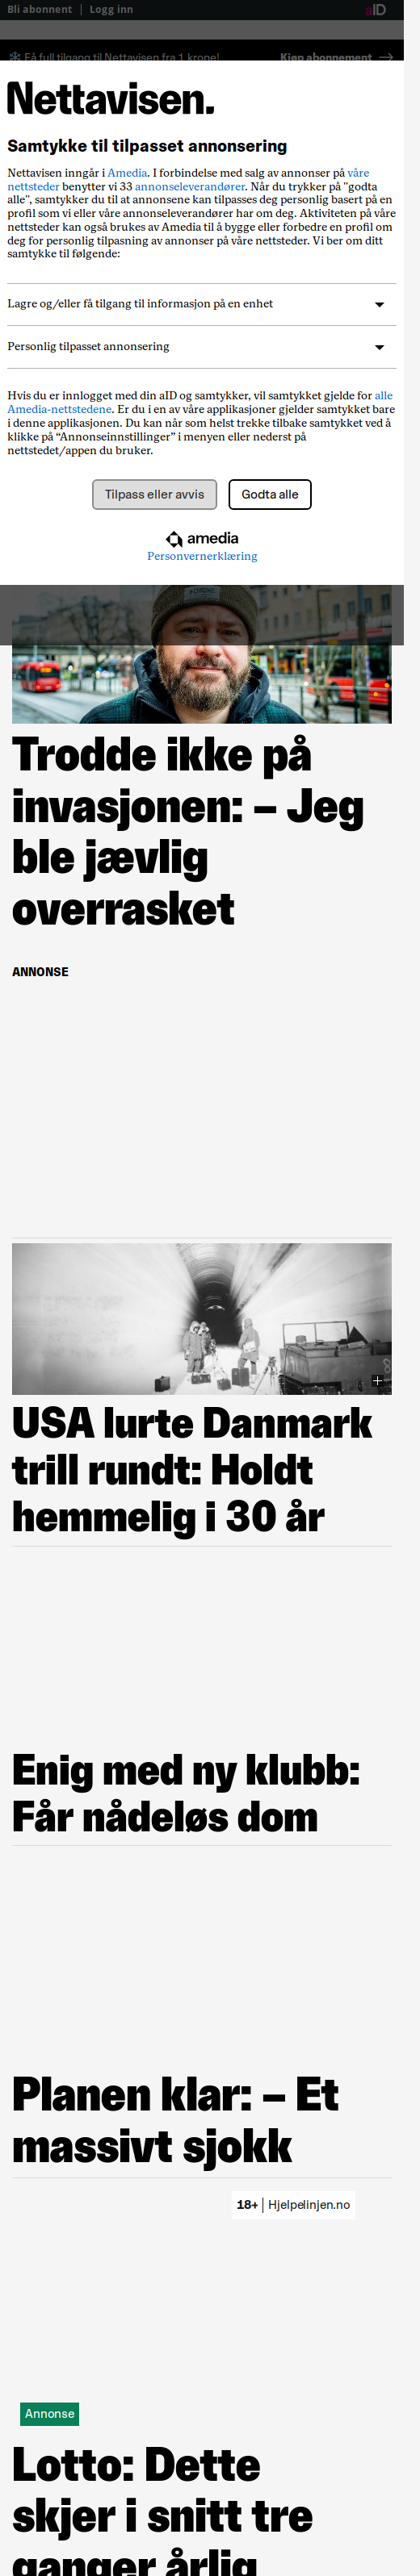 Bli abonnent | Logg inn
aID
Få full tilgang til Nettavisen fra 1 krone!
Kjøp abonnement →
Nettavisen.
Samtykke til tilpasset annonsering
Nettavisen inngår i Amedia. I forbindelse med salg av annonser på våre
nettsteder benytter vi 33 annonseleverandører. Når du trykker på "godta
alle", samtykker du til at annonsene kan tilpasses deg personlig basert på en
profil som vi eller våre annonseleverandører har om deg. Aktiviteten på våre
nettsteder kan også brukes av Amedia til å bygge eller forbedre en profil om
deg for personlig tilpasning av annonser på våre nettsteder. Vi ber om ditt
samtykke til følgende:
Lagre og/eller få tilgang til informasjon på en enhet
Personlig tilpasset annonsering
Hvis du er innlogget med din aID og samtykker, vil samtykket gjelde for alle
Amedia-nettstedene. Er du i en av våre applikasjoner gjelder samtykket bare
i denne applikasjonen. Du kan når som helst trekke tilbake samtykket ved å
klikke på “Annonseinnstillinger” i menyen eller nederst på
nettstedet/appen du bruker.
Tilpass eller avvis
Godta alle
amedia
Personvernerklæring
Trodde ikke på
invasjonen: – Jeg
ble jævlig
overrasket
ANNONSE
USA lurte Danmark
trill rundt: Holdt
hemmelig i 30 år
Enig med ny klubb:
Får nådeløs dom
Planen klar: – Et
massivt sjokk
18+ | Hjelpelinjen.no
Annonse
Lotto: Dette
skjer i snitt tre
ganger årlig